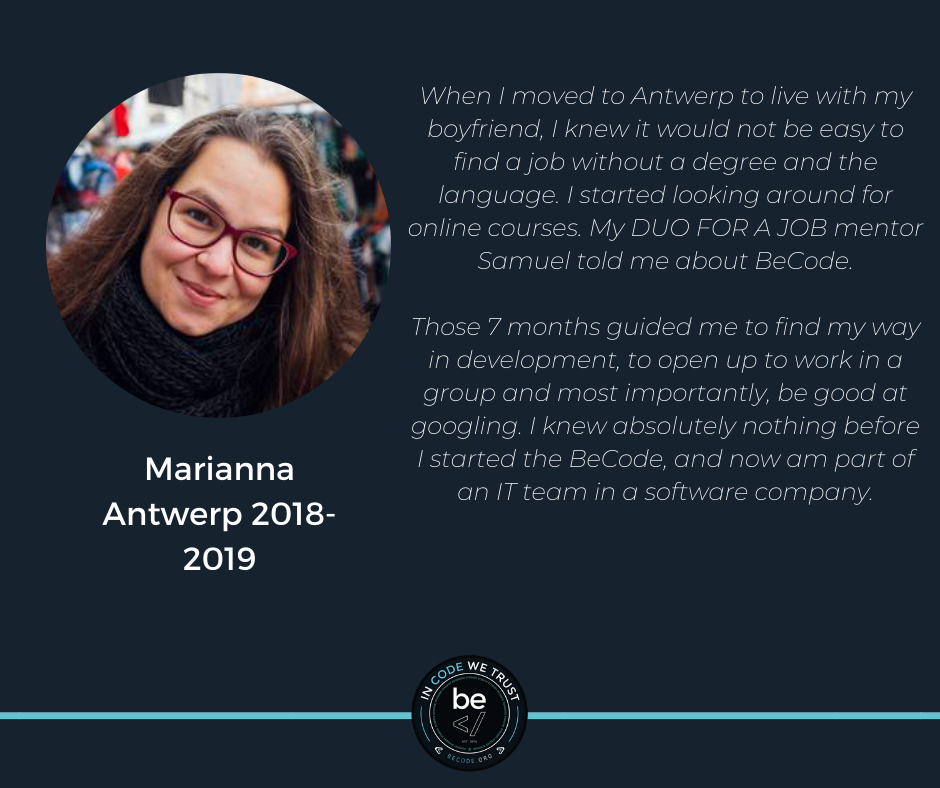 When I moved to Antwerp to live with my
boyfriend, I knew it would not be easy to
find a job without a degree and the
language. I started looking around for
online courses. My DUO FOR A JOB mentor
Samuel told me about BeCode.
Those 7 months guided me to find my way
in development, to open up to work in a
group and most importantly, be good at
googling. I knew absolutely nothing before
I started the BeCode, and now am part of
an IT team in a software company.
Marianna
Antwerp 2018-
2019
IN CODE WE TRUST
be
</
BECODE.ORG